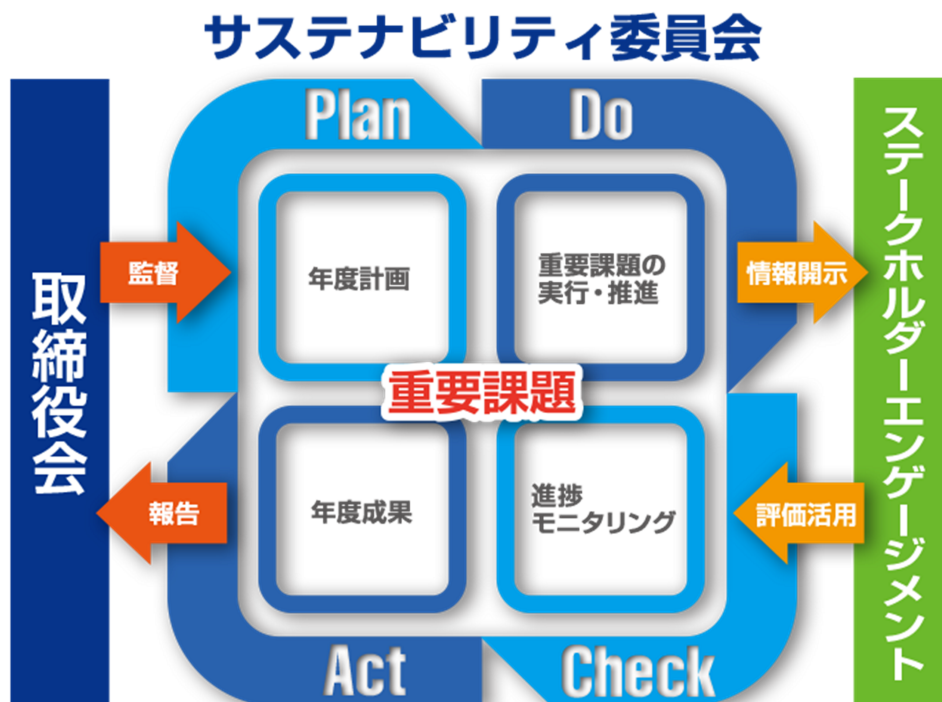 サステナビリティ委員会
Plan
Do
取締役会
監督
年度計画
重要課題の
実行・推進
情報開示
ステークホルダーエンゲージメント
重要課題
報告
年度成果
進捗
モニタリング
評価活用
Act
Check